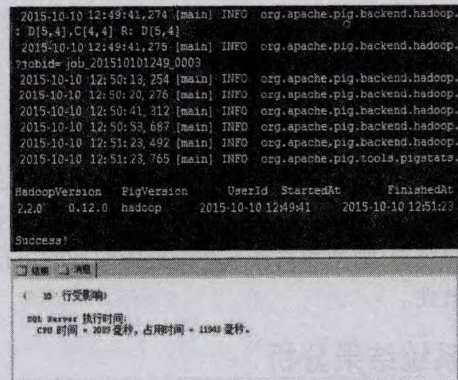 2015-10-10 12:49:41,274 [main] INFO org.apache.pig.backend.hadoop.
: D[5,4],C[4,4] R: D[5,4]
2015-10-10 12:49:41,275 [main] INFO org.apache.pig.backend.hadoop.
?jobid= job_201510101249_0003
2015-10-10 12:50:13,254 [main] INFO org.apache.pig.backend.hadoop.
2015-10-10 12:50:20,276 [main] INFO org.apache.pig.backend.hadoop.
2015-10-10 12:50:41,312 [main] INFO org.apache.pig.backend.hadoop.
2015-10-10 12:50:53,687 [main] INFO org.apache.pig.backend.hadoop.
2015-10-10 12:51:23,492 [main] INFO org.apache.pig.backend.hadoop.
2015-10-10 12:51:23,765 [main] INFO org.apache.pig.tools.pigstats.
HadoopVersion PigVersion UserId StartedAt FinishedAt
2.2.0 0.12.0 hadoop 2015-10-10 12:49:41 2015-10-10 12:51:23
Success!
结果 消息
( 10 行受影响)
SQL Server 执行时间:
CPU 时间 = 毫秒，占用时间 = 毫秒。